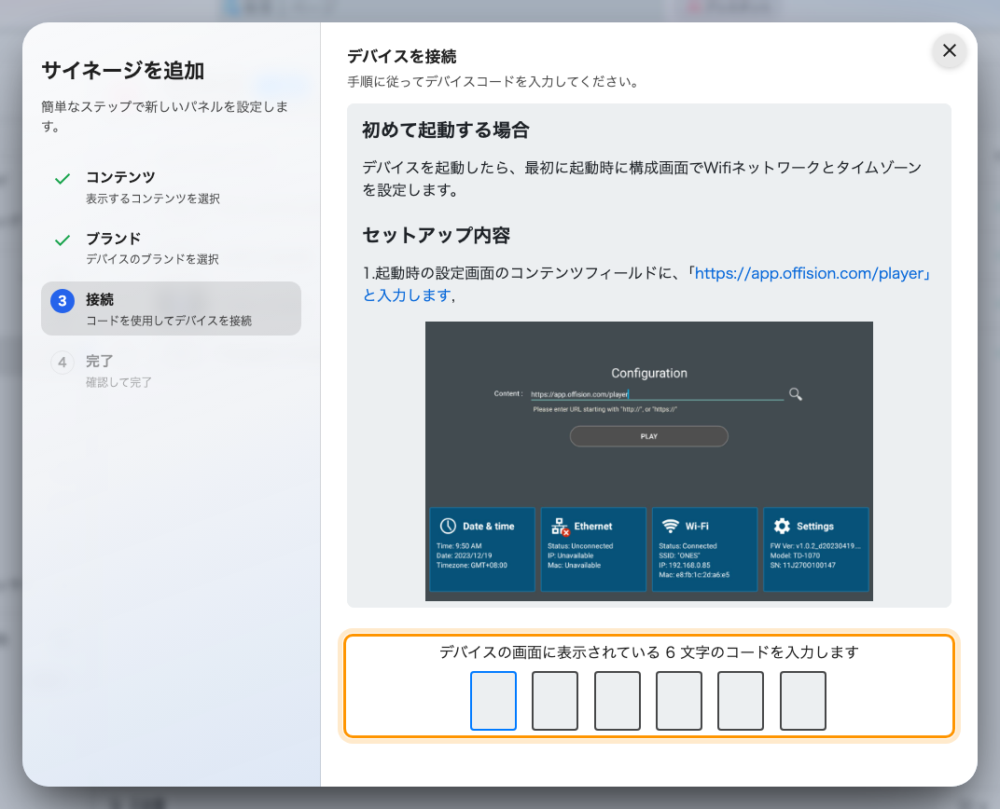 サイネージを追加
簡単なステップで新しいパネルを設定しま
す。
コンテンツ
表示するコンテンツを選択
ブランド
デバイスのブランドを選択
3
接続
コードを使用してデバイスを接続
4
完了
確認して完了
デバイスを接続
手順に従ってデバイスコードを入力してください。
初めて起動する場合
デバイスを起動したら、最初に起動時に構成画面でWifiネットワークとタイムゾーン
を設定します。
セットアップ内容
1.起動時の設定画面のコンテンツフィールドに、「https://app.offision.com/player」
と入力します,
Configuration
Content : https://app.offision.com/player
Please enter URL starting with "http://", or "https://"
PLAY
Date & time
Time: 9:50 AM
Date: 2023/12/19
Timezone: GMT+08:00
Ethernet
Status: Unconnected
IP: Unavailable
Mac: Unavailable
Wi-Fi
Status: Connected
SSID: "ONES"
IP: 192.168.0.85
Mac: e8:fb:1c:2d:a6:e5
Settings
FW Ver: v1.0.2_d20230419...
Model: TD-1070
SN: 11J270O100147
デバイスの画面に表示されている 6 文字のコードを入力します